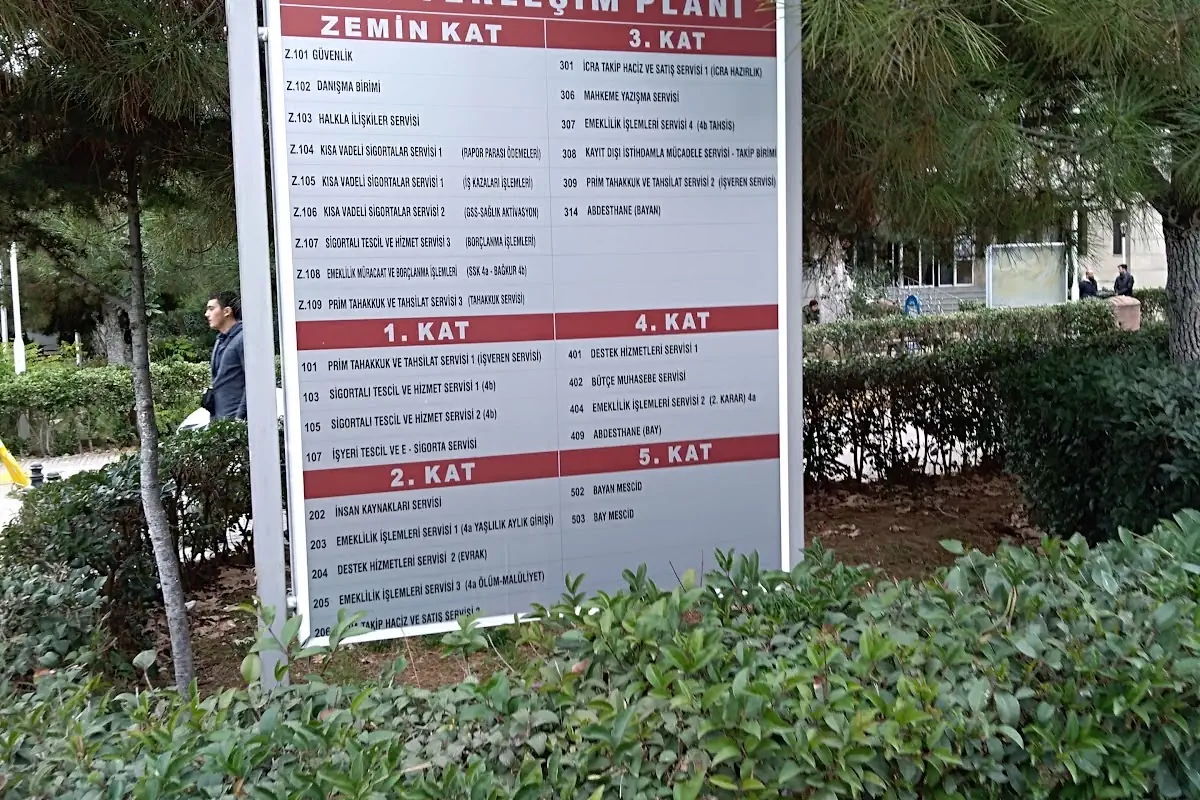 PLANI
ZEMİN KAT
Z.101 GÜVENLİK
Z.102 DANIŞMA BİRİMİ
Z.103 HALKLA İLİŞKİLER SERVİSİ
Z.104 KISA VADELİ SİGORTALAR SERVİSİ 1 (RAPOR PARASI ÖDEMELERİ)
Z.105 KISA VADELİ SİGORTALAR SERVİSİ 1 (İŞ KAZALARI İŞLEMLERİ)
Z.106 KISA VADELİ SİGORTALAR SERVİSİ 2 (GSS-SAĞLIK AKTİVASYON)
Z.107 SİGORTALI TESCİL VE HİZMET SERVİSİ 3 (BORÇLANMA İŞLEMLERİ)
Z.108 EMEKLİLİK MÜRACAAT VE BORÇLANMA İŞLEMLERİ (SSK 4a - BAĞKUR 4b)
Z.109 PRİM TAHAKKUK VE TAHSİLAT SERVİSİ 3 (TAHAKKUK SERVİSİ)
1. KAT
101 PRİM TAHAKKUK VE TAHSİLAT SERVİSİ 1 (İŞVEREN SERVİSİ)
103 SİGORTALI TESCİL VE HİZMET SERVİSİ 1 (4b)
105 SİGORTALI TESCİL VE HİZMET SERVİSİ 2 (4b)
107 İŞYERİ TESCİL VE E - SİGORTA SERVİSİ
2. KAT
202 İNSAN KAYNAKLARI SERVİSİ
203 EMEKLİLİK İŞLEMLERİ SERVİSİ 1 (4a YAŞLILIK AYLIK GİRİŞİ)
204 DESTEK HİZMETLERİ SERVİSİ 2 (EVRAK)
205 EMEKLİLİK İŞLEMLERİ SERVİSİ 3 (4a ÖLÜM-MALÜLİYET)
206 TAKİP HACİZ VE SATIŞ SERVİSİ 2
3. KAT
301 İCRA TAKİP HACİZ VE SATIŞ SERVİSİ 1 (İCRA HAZIRLIK)
306 MAHKEME YAZIŞMA SERVİSİ
307 EMEKLİLİK İŞLEMLERİ SERVİSİ 4 (4b TAHSİS)
308 KAYIT DIŞI İSTİHDAMLA MÜCADELE SERVİSİ - TAKİP BİRİMİ
309 PRİM TAHAKKUK VE TAHSİLAT SERVİSİ 2 (İŞVEREN SERVİSİ)
314 ABDESTHANE (BAYAN)
4. KAT
401 DESTEK HİZMETLERİ SERVİSİ 1
402 BÜTÇE MUHASEBE SERVİSİ
404 EMEKLİLİK İŞLEMLERİ SERVİSİ 2 (2. KARAR) 4a
409 ABDESTHANE (BAY)
5. KAT
502 BAYAN MESCİD
503 BAY MESCİD